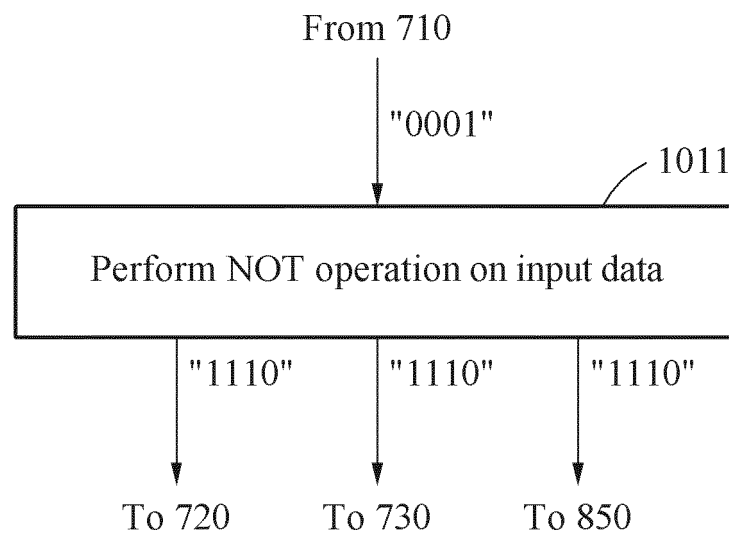 From 710
"0001"
1011
Perform NOT operation on input data
"1110" "1110" "1110"
To 720 To 730 To 850